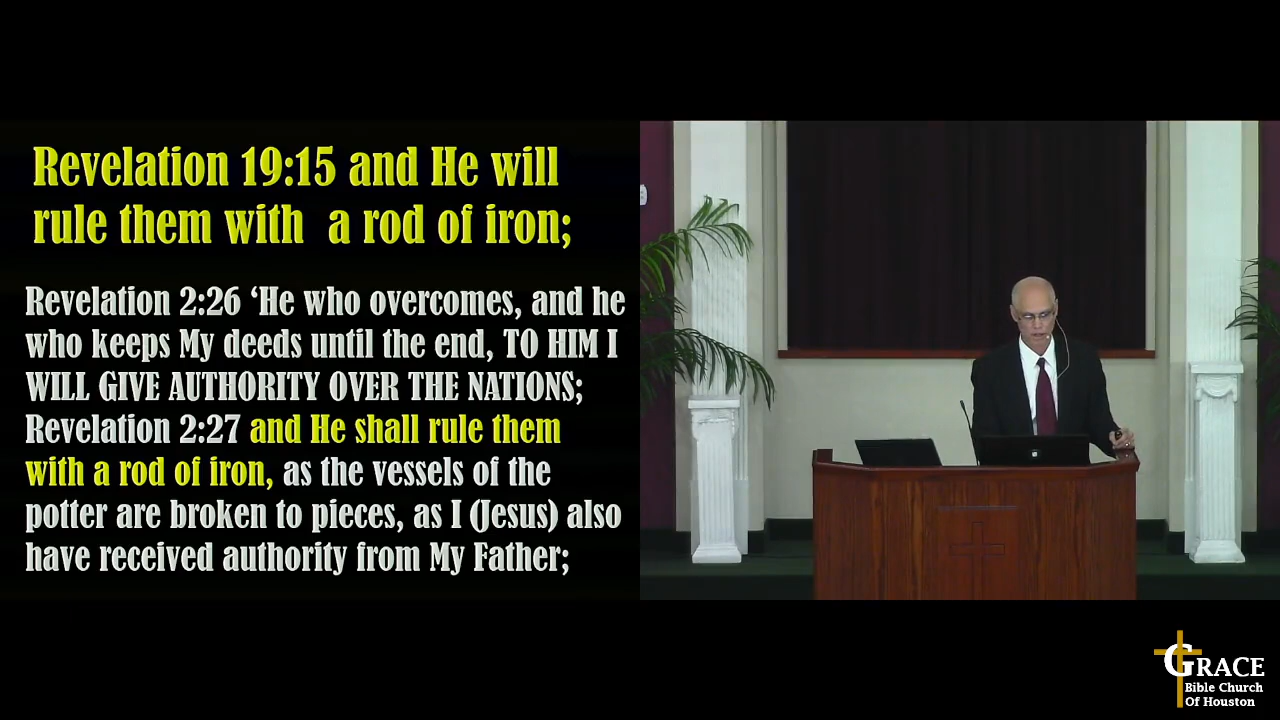 Revelation 19:15 and He will
rule them with a rod of iron;
Revelation 2:26 ‘He who overcomes, and he
who keeps My deeds until the end, TO HIM I
WILL GIVE AUTHORITY OVER THE NATIONS;
Revelation 2:27 and He shall rule them
with a rod of iron, as the vessels of the
potter are broken to pieces, as I (Jesus) also
have received authority from My Father;
GRACE
Bible Church
Of Houston